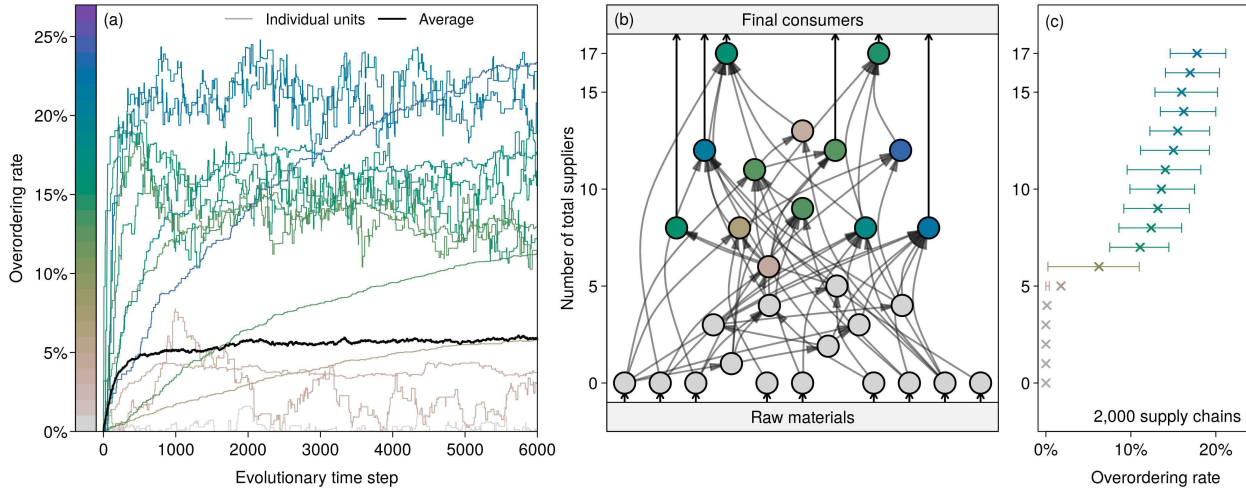 (a)
Individual units
Average
25%
20%
15%
10%
5%
0%
Overordering rate
0
1000
2000
3000
4000
5000
6000
Evolutionary time step
(b)
Final consumers
17
15
10
5
0
Number of total suppliers
Raw materials
(c)
17
15
10
5
0
2,000 supply chains
0%
10%
20%
Overordering rate